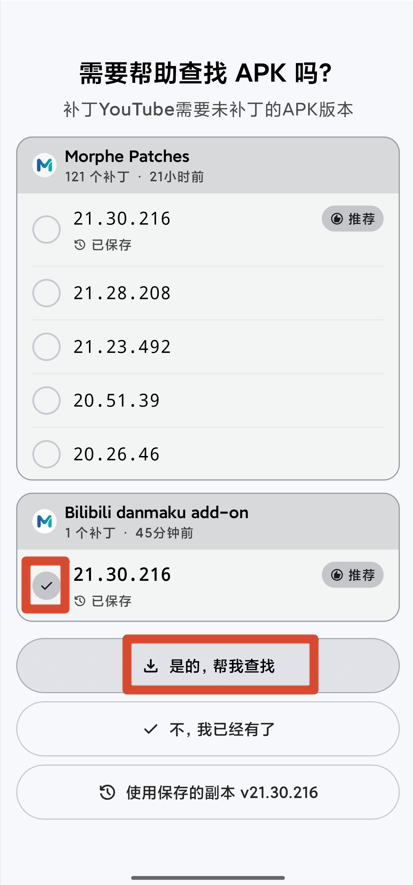 需要帮助查找 APK 吗?
补丁YouTube需要未补丁的APK版本
Morphe Patches
121 个补丁 · 21小时前
21.30.216
推荐
已保存
21.28.208
21.23.492
20.51.39
20.26.46
Bilibili danmaku add-on
1 个补丁 · 45分钟前
21.30.216
推荐
已保存
是的, 帮我查找
不, 我已经有了
使用保存的副本 v21.30.216